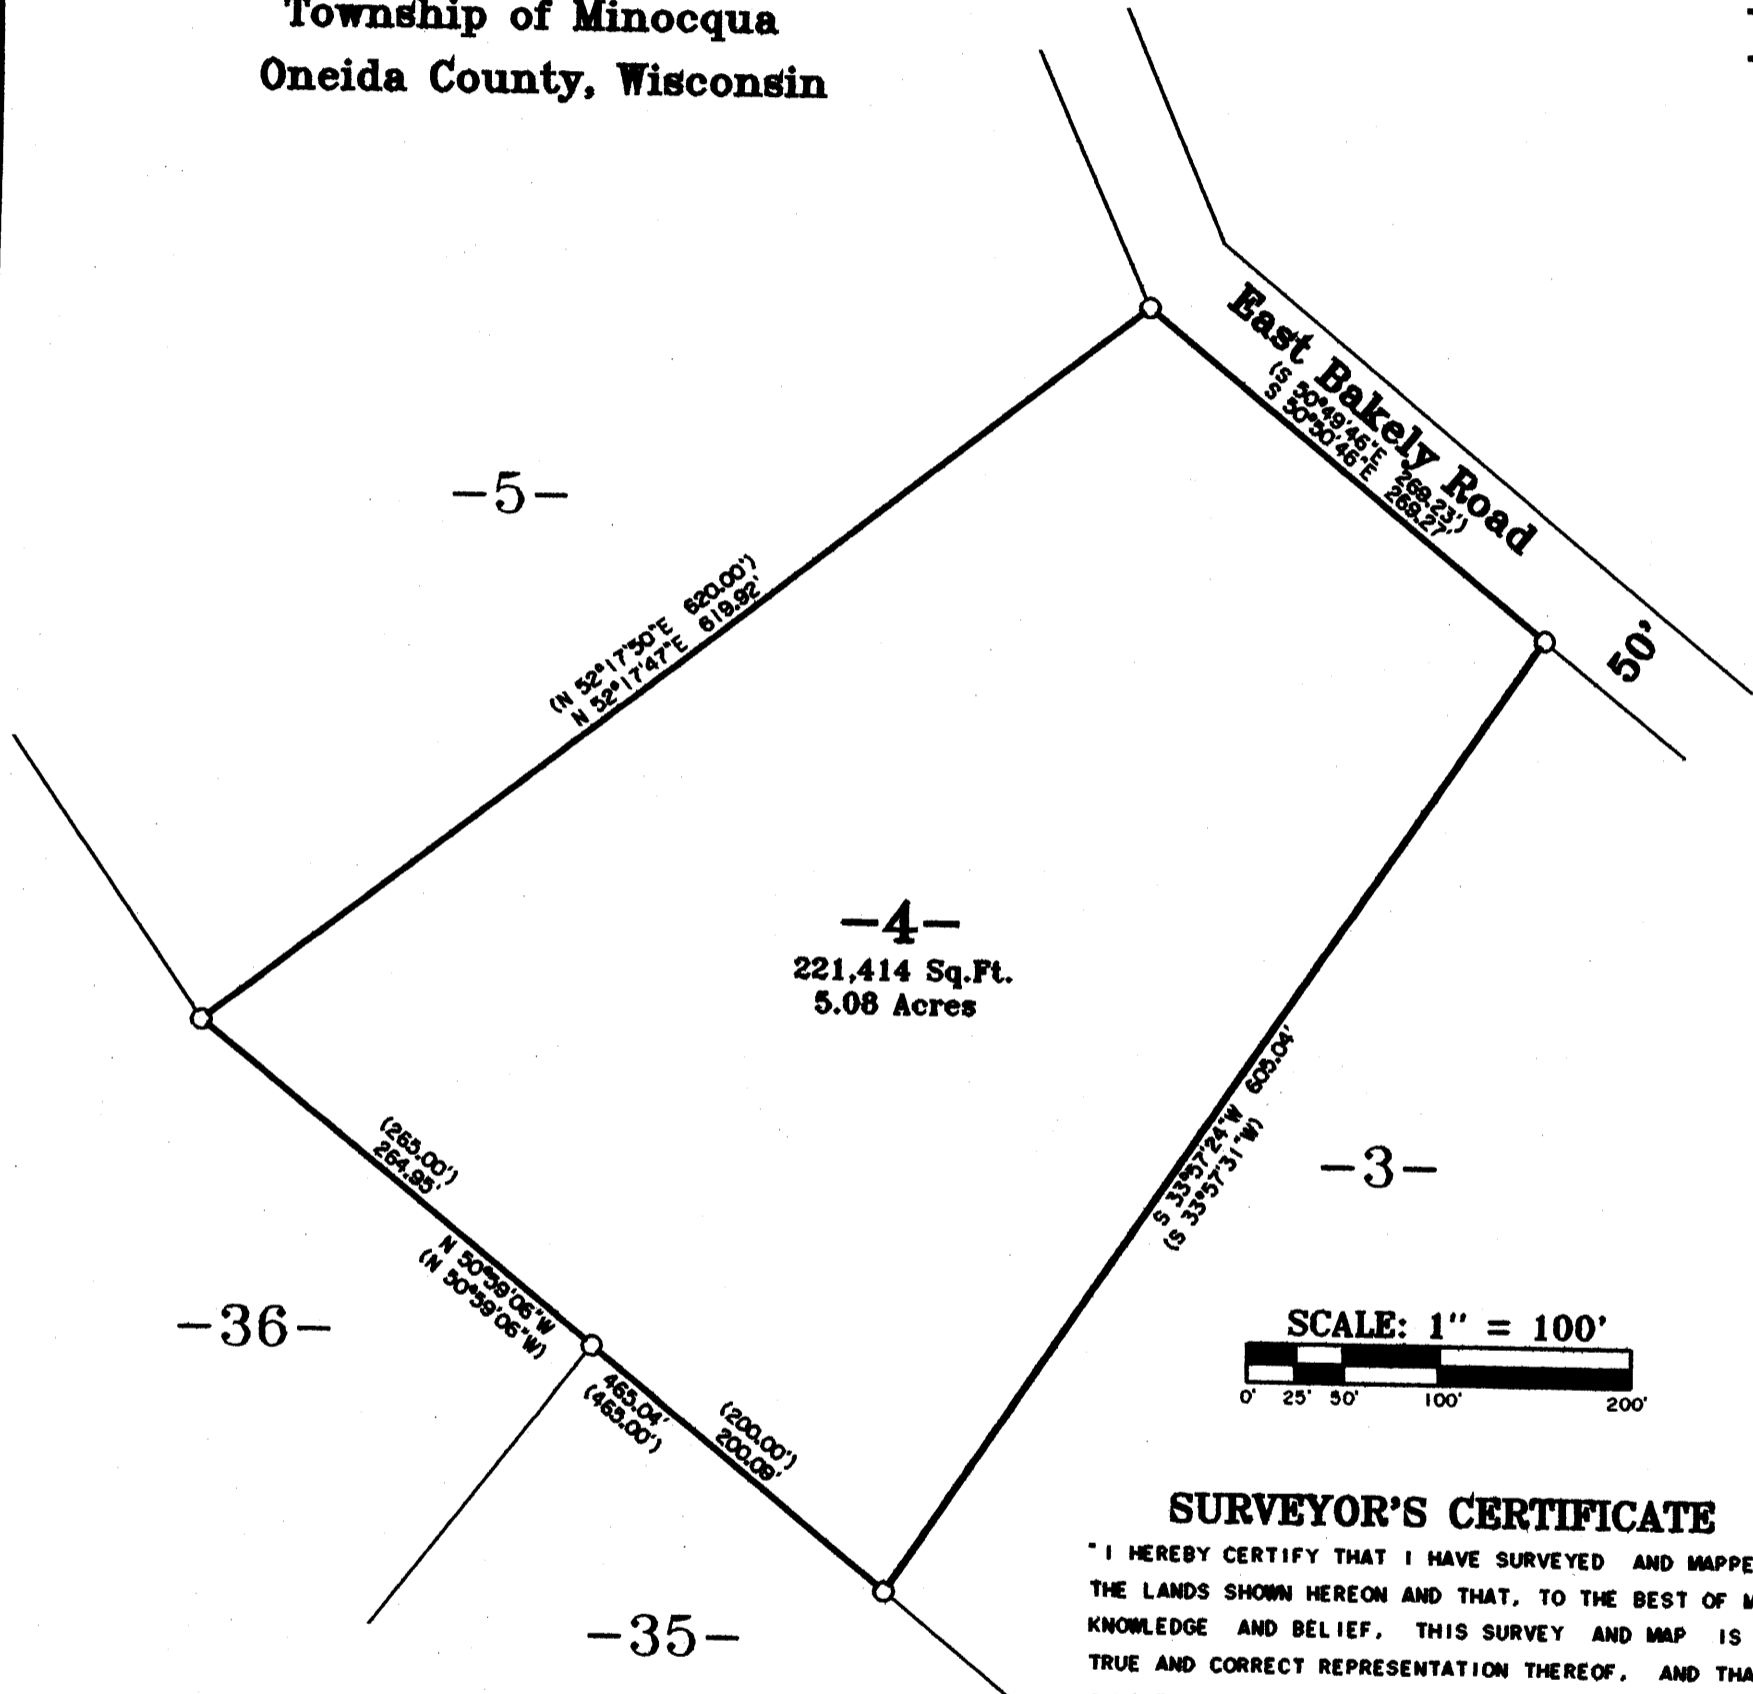 Township of Minocqua
Oneida County, Wisconsin
East Bakely Road
(S 50°49'46"E 269.23')
S 50°50'46"E 269.27'
50'
-5-
(N 52°17'50"E 620.00')
N 52°17'47"E 619.92'
-4-
221,414 Sq.Ft.
5.08 Acres
S 33°57'24"W 605.04'
(S 33°57'31"W)
-3-
(265.00')
264.95'
N 50°59'06"W
(N 50°59'06"W)
-36-
465.04'
(465.00')
(200.00')
200.09'
-35-
SCALE: 1" = 100'
0' 25' 50' 100' 200'
SURVEYOR'S CERTIFICATE
"I HEREBY CERTIFY THAT I HAVE SURVEYED AND MAPPE
THE LANDS SHOWN HEREON AND THAT, TO THE BEST OF M
KNOWLEDGE AND BELIEF, THIS SURVEY AND MAP IS
TRUE AND CORRECT REPRESENTATION THEREOF, AND THA